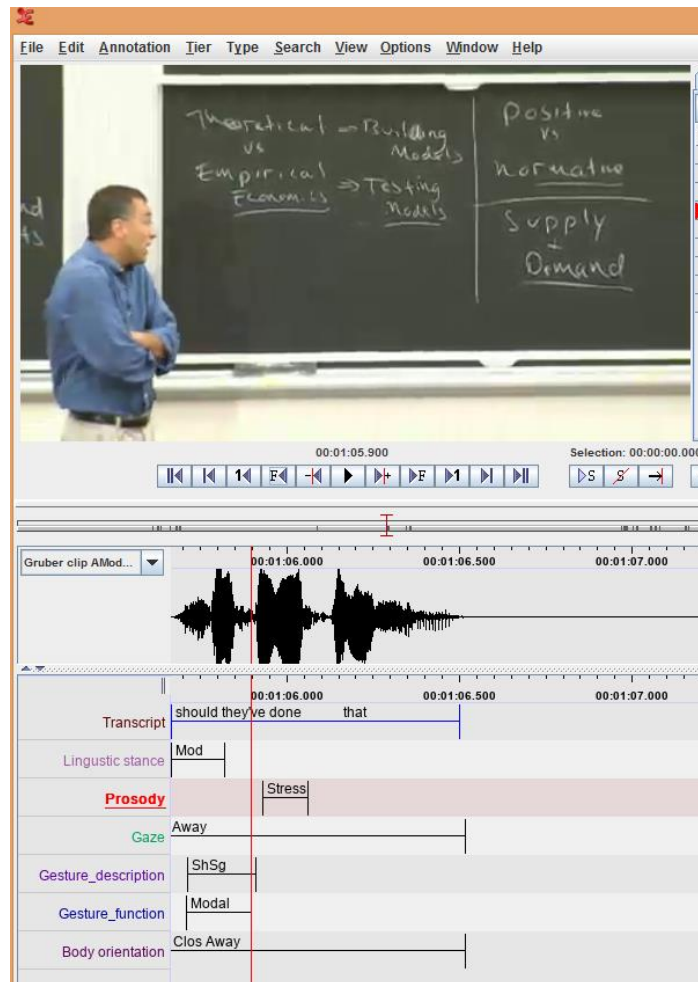 File Edit Annotation Tier Type Search View Options Window Help
Theoretical ⇒ Building
vs Models
Empirical ⇒ Testing
Economics Models
Positive
vs
normative
Supply
+
Demand
00:01:05.900 Selection: 00:00:00.000
Gruber clip AMod...
00:01:06.000 00:01:06.500 00:01:07.000
00:01:06.000 00:01:06.500 00:01:07.000
Transcript should they've done that
Lingustic stance Mod
Prosody Stress
Gaze Away
Gesture_description ShSg
Gesture_function Modal
Body orientation Clos Away